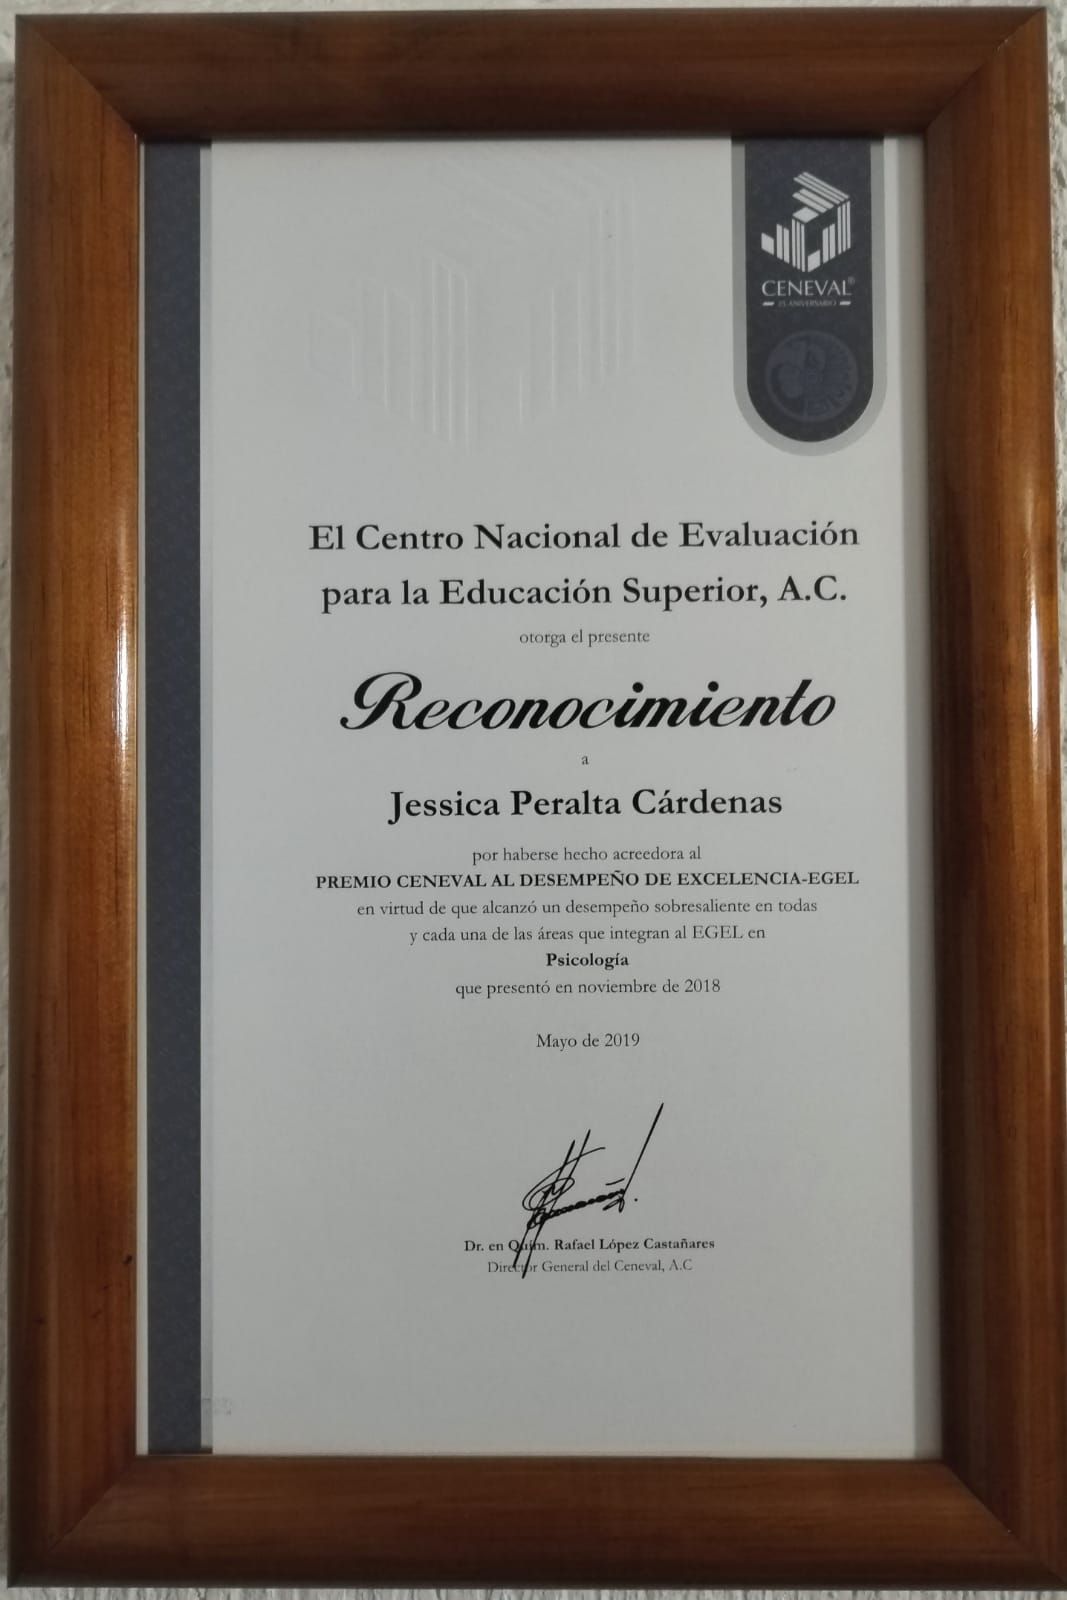 CENEVAL®
25 ANIVERSARIO
El Centro Nacional de Evaluación
para la Educación Superior, A.C.
otorga el presente
Reconocimiento
a
Jessica Peralta Cárdenas
por haberse hecho acreedora al
PREMIO CENEVAL AL DESEMPEÑO DE EXCELENCIA-EGEL
en virtud de que alcanzó un desempeño sobresaliente en todas
y cada una de las áreas que integran al EGEL en
Psicología
que presentó en noviembre de 2018
Mayo de 2019
Dr. en Quím. Rafael López Castañares
Director General del Ceneval, A.C